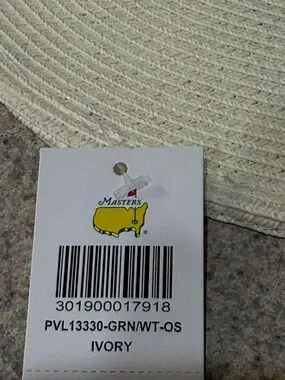 MASTERS
®
301900017918
PVL13330-GRN/WT-OS
IVORY